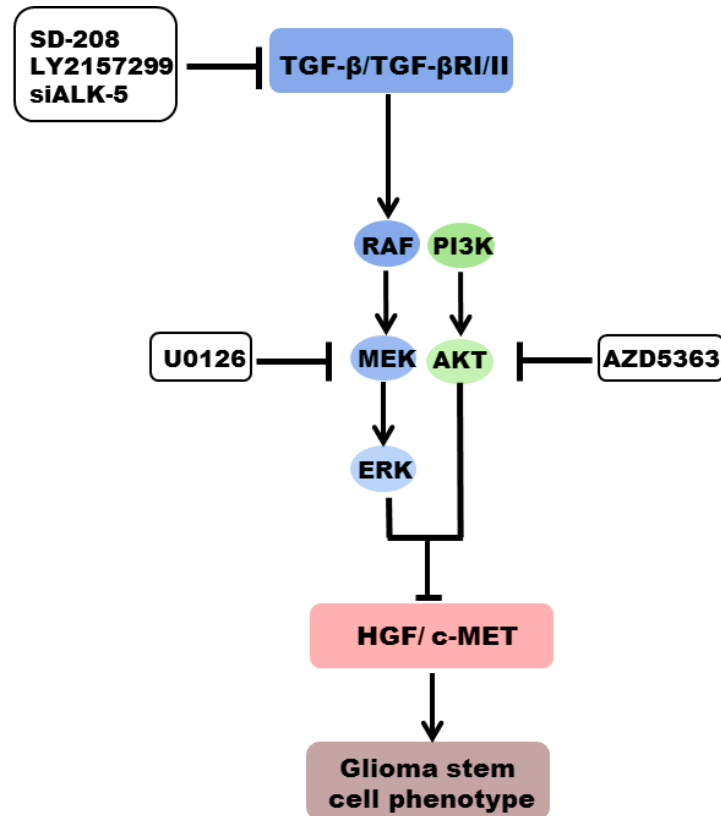 SD-208
LY2157299
siALK-5
TGF-β/TGF-βRI/II
RAF
PI3K
U0126
MEK
AKT
AZD5363
ERK
HGF/ c-MET
Glioma stem
cell phenotype